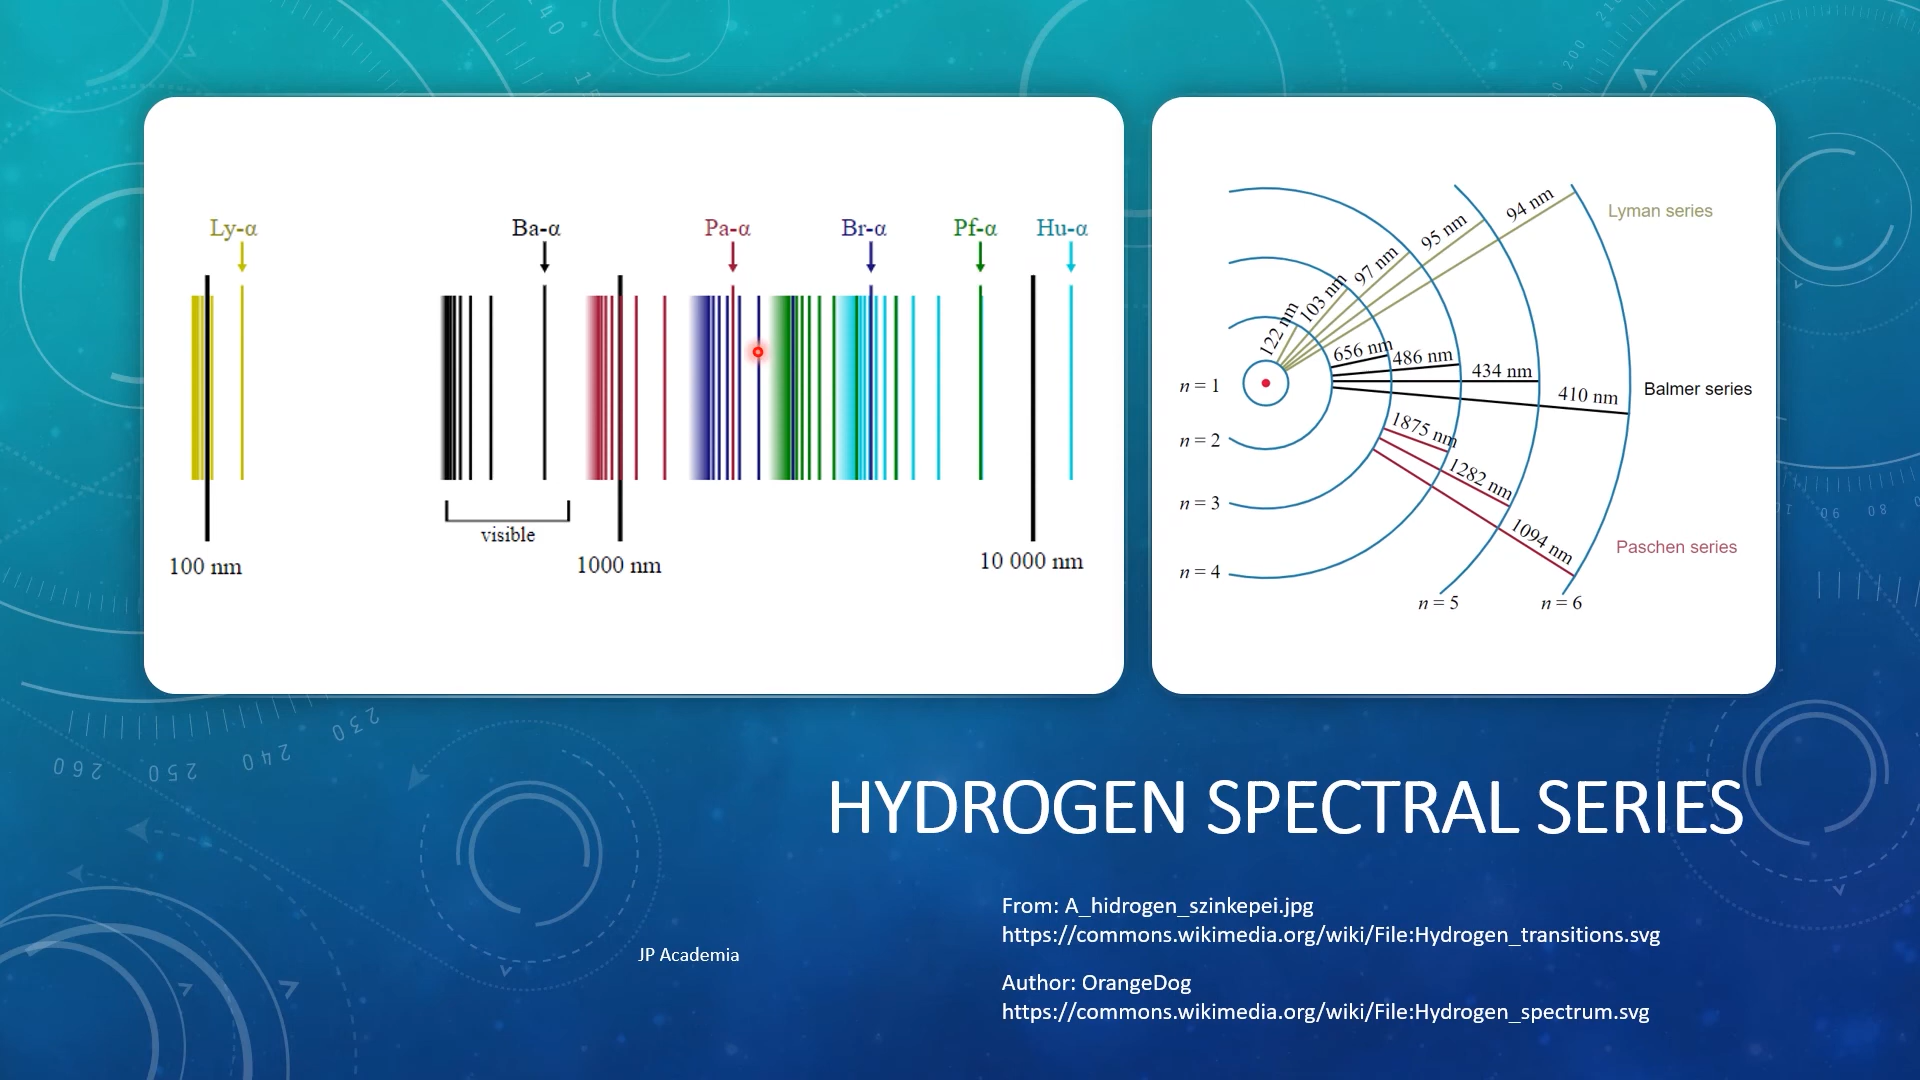 Ly-α
Ba-α
Pa-α
Br-α
Pf-α
Hu-α
visible
100 nm
1000 nm
10 000 nm
94 nm
Lyman series
95 nm
97 nm
103 nm
122 nm
656 nm
486 nm
434 nm
410 nm
Balmer series
n = 1
n = 2
n = 3
n = 4
1875 nm
1282 nm
1094 nm
Paschen series
n = 5
n = 6
HYDROGEN SPECTRAL SERIES
From: A_hidrogen_szinkepei.jpg
https://commons.wikimedia.org/wiki/File:Hydrogen_transitions.svg
JP Academia
Author: OrangeDog
https://commons.wikimedia.org/wiki/File:Hydrogen_spectrum.svg
260
250
240
230